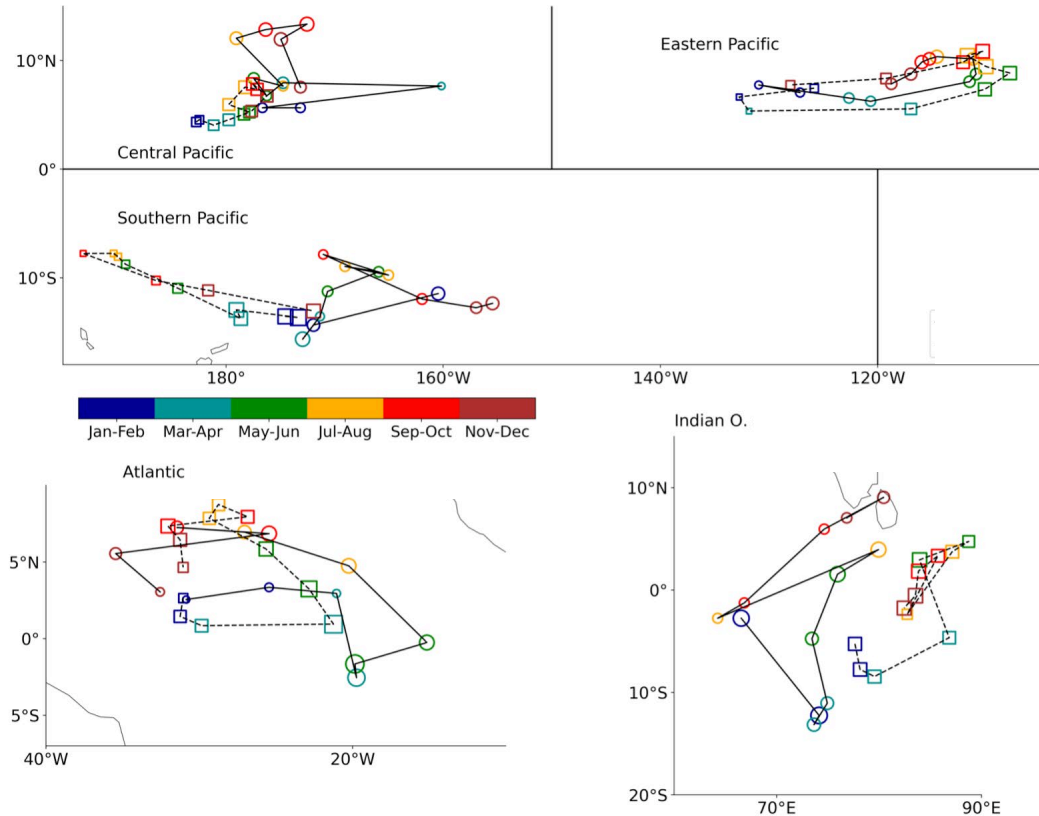 10°N
Eastern Pacific
Central Pacific
0°
Southern Pacific
10°S
180°
160°W
140°W
120°W
Jan-Feb Mar-Apr May-Jun Jul-Aug Sep-Oct Nov-Dec
Indian O.
Atlantic
10°N
5°N
0°
0°
5°S
10°S
40°W
20°W
20°S
70°E
90°E